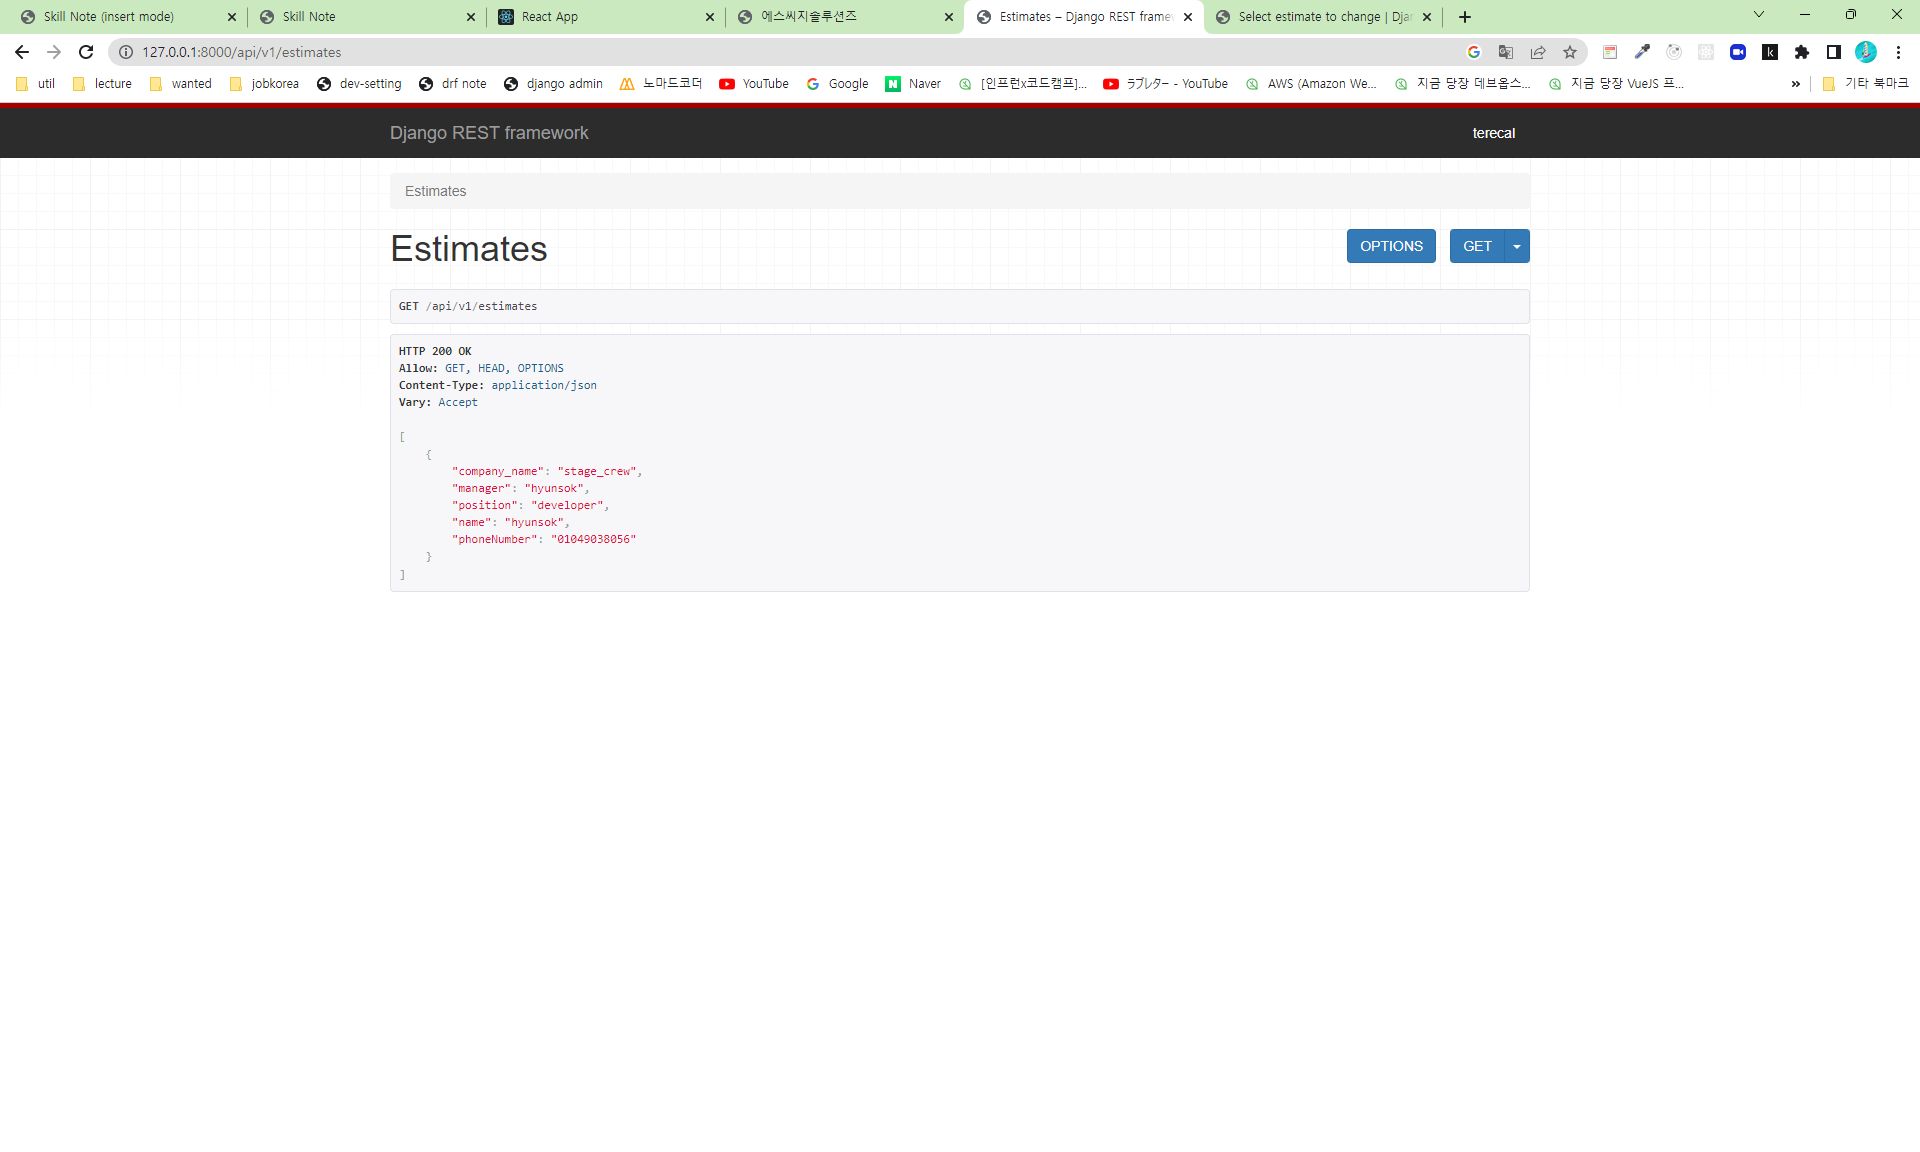 Skill Note (insert mode)
Skill Note
React App
에스씨지솔루션즈
Estimates – Django REST framew
Select estimate to change | Djan
127.0.0.1:8000/api/v1/estimates
util
lecture
wanted
jobkorea
dev-setting
drf note
django admin
노마드코더
YouTube
Google
Naver
[인프런x코드캠프]...
ラブレター - YouTube
AWS (Amazon We...
지금 당장 데브옵스...
지금 당장 VueJS 프...
»
기타 북마크
Django REST framework
terecal
Estimates
Estimates
OPTIONS
GET
GET /api/v1/estimates
HTTP 200 OK
Allow: GET, HEAD, OPTIONS
Content-Type: application/json
Vary: Accept
[
{
"company_name": "stage_crew",
"manager": "hyunsok",
"position": "developer",
"name": "hyunsok",
"phoneNumber": "01049038056"
}
]